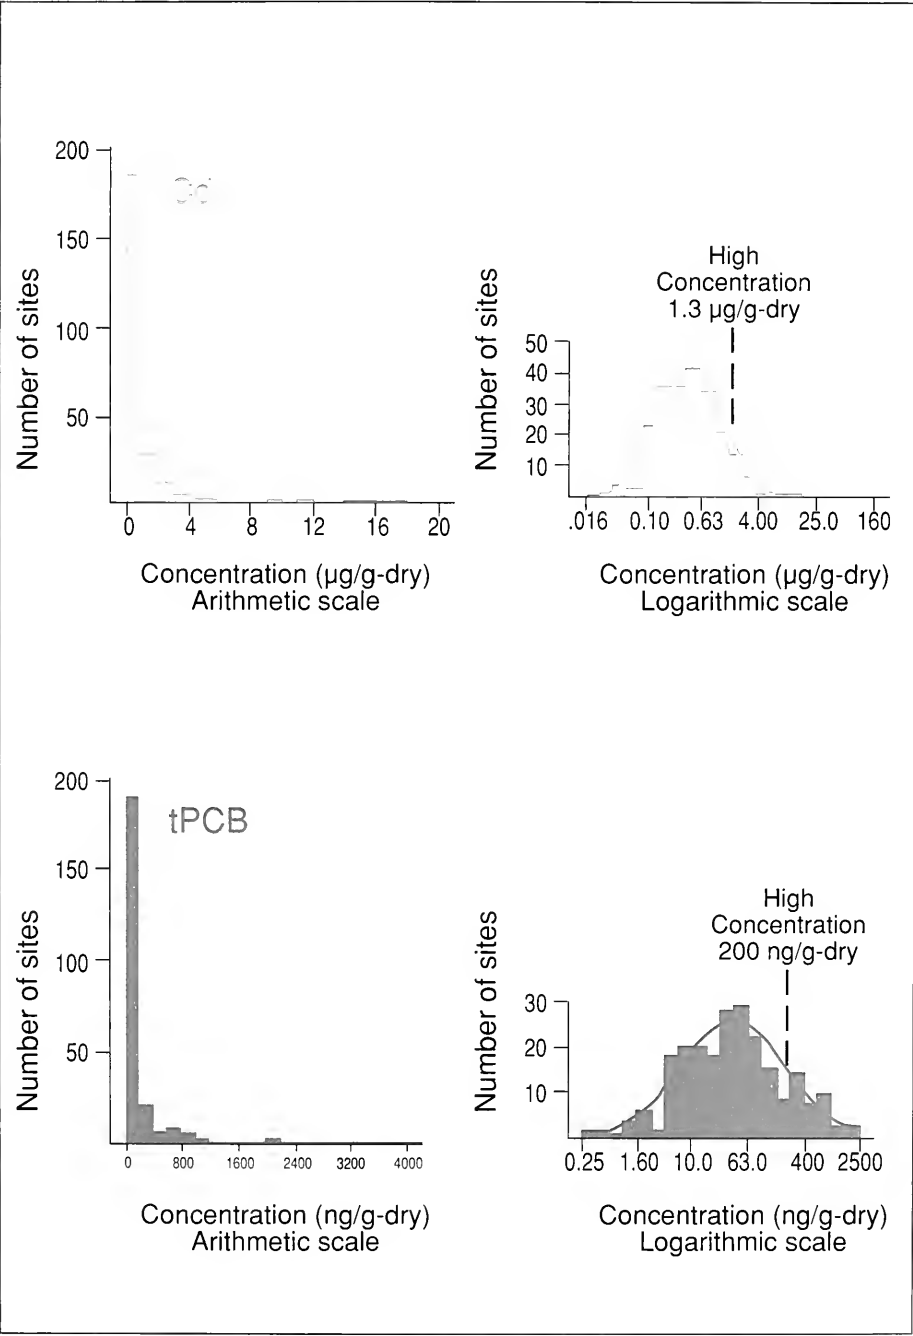 Cd
200
150
100
50
Number of sites
0 4 8 12 16 20
Concentration (µg/g-dry)
Arithmetic scale
High
Concentration
1.3 µg/g-dry
50
40
30
20
10
Number of sites
.016 0.10 0.63 4.00 25.0 160
Concentration (µg/g-dry)
Logarithmic scale
tPCB
200
150
100
50
Number of sites
0 800 1600 2400 3200 4000
Concentration (ng/g-dry)
Arithmetic scale
High
Concentration
200 ng/g-dry
30
20
10
Number of sites
0.25 1.60 10.0 63.0 400 2500
Concentration (ng/g-dry)
Logarithmic scale